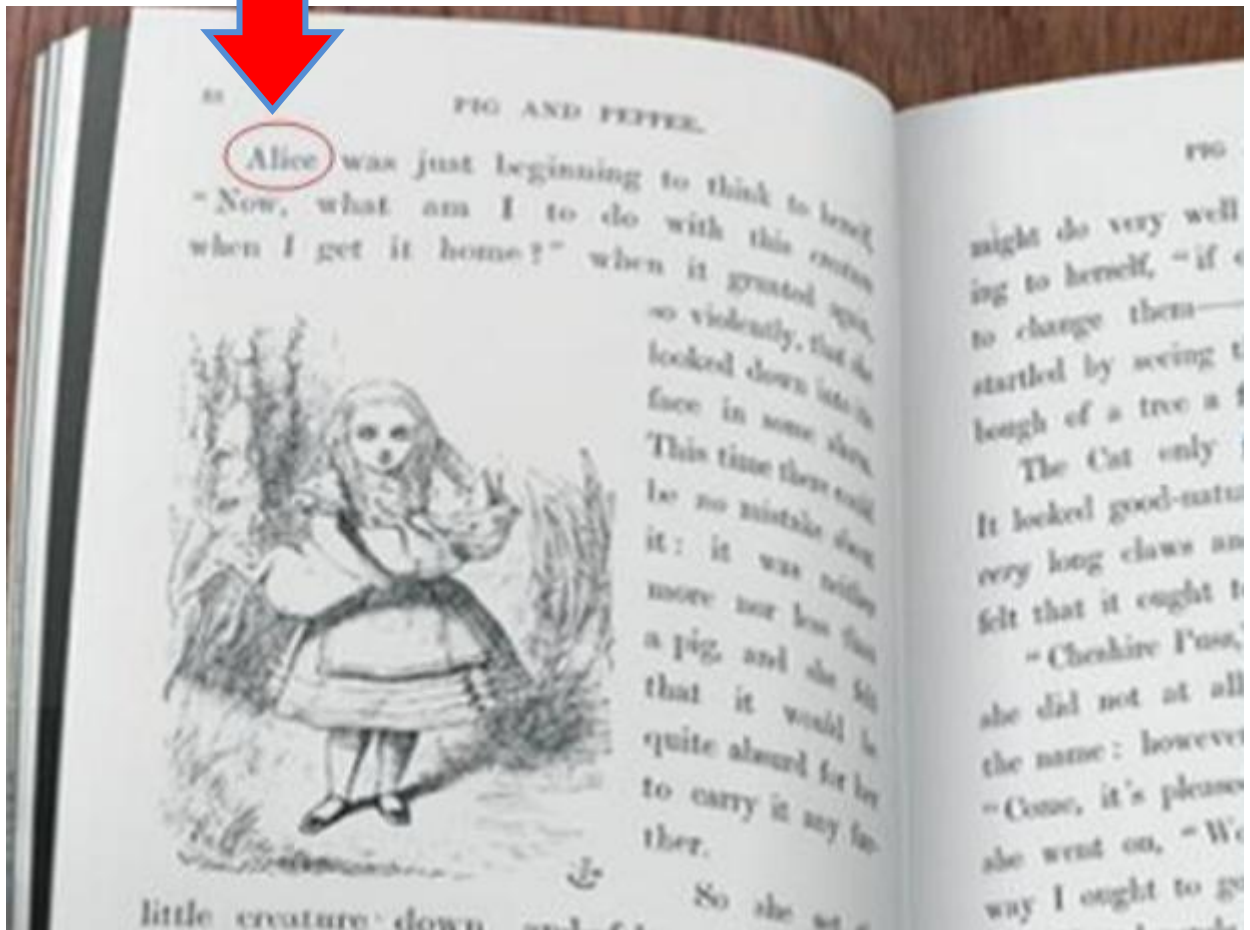 88
PIG AND PEPPER.
Alice was just beginning to think to herself,
"Now, what am I to do with this creature
when I get it home?" when it grunted again,
so violently, that she
looked down into its
face in some alarm.
This time there could
be no mistake about
it: it was neither
more nor less than
a pig, and she felt
that it would be
quite absurd for her
to carry it any far-
ther.
So she set
little creature down, and
PIG
might do very well
ing to herself, "if
to change them——
startled by seeing
bough of a tree a
The Cat only
It looked good-natu
very long claws an
felt that it ought
"Cheshire Puss,
she did not at all
the name: however
"Come, it's please
she went on, "Wo
way I ought to go